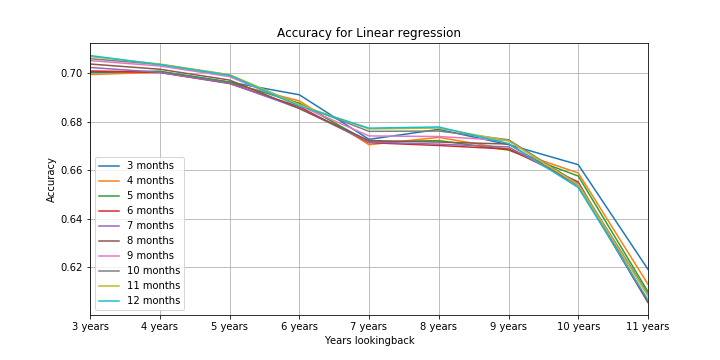 Accuracy for Linear regression
Accuracy
0.70
0.68
0.66
0.64
0.62
3 months
4 months
5 months
6 months
7 months
8 months
9 months
10 months
11 months
12 months
3 years 4 years 5 years 6 years 7 years 8 years 9 years 10 years 11 years
Years lookingback